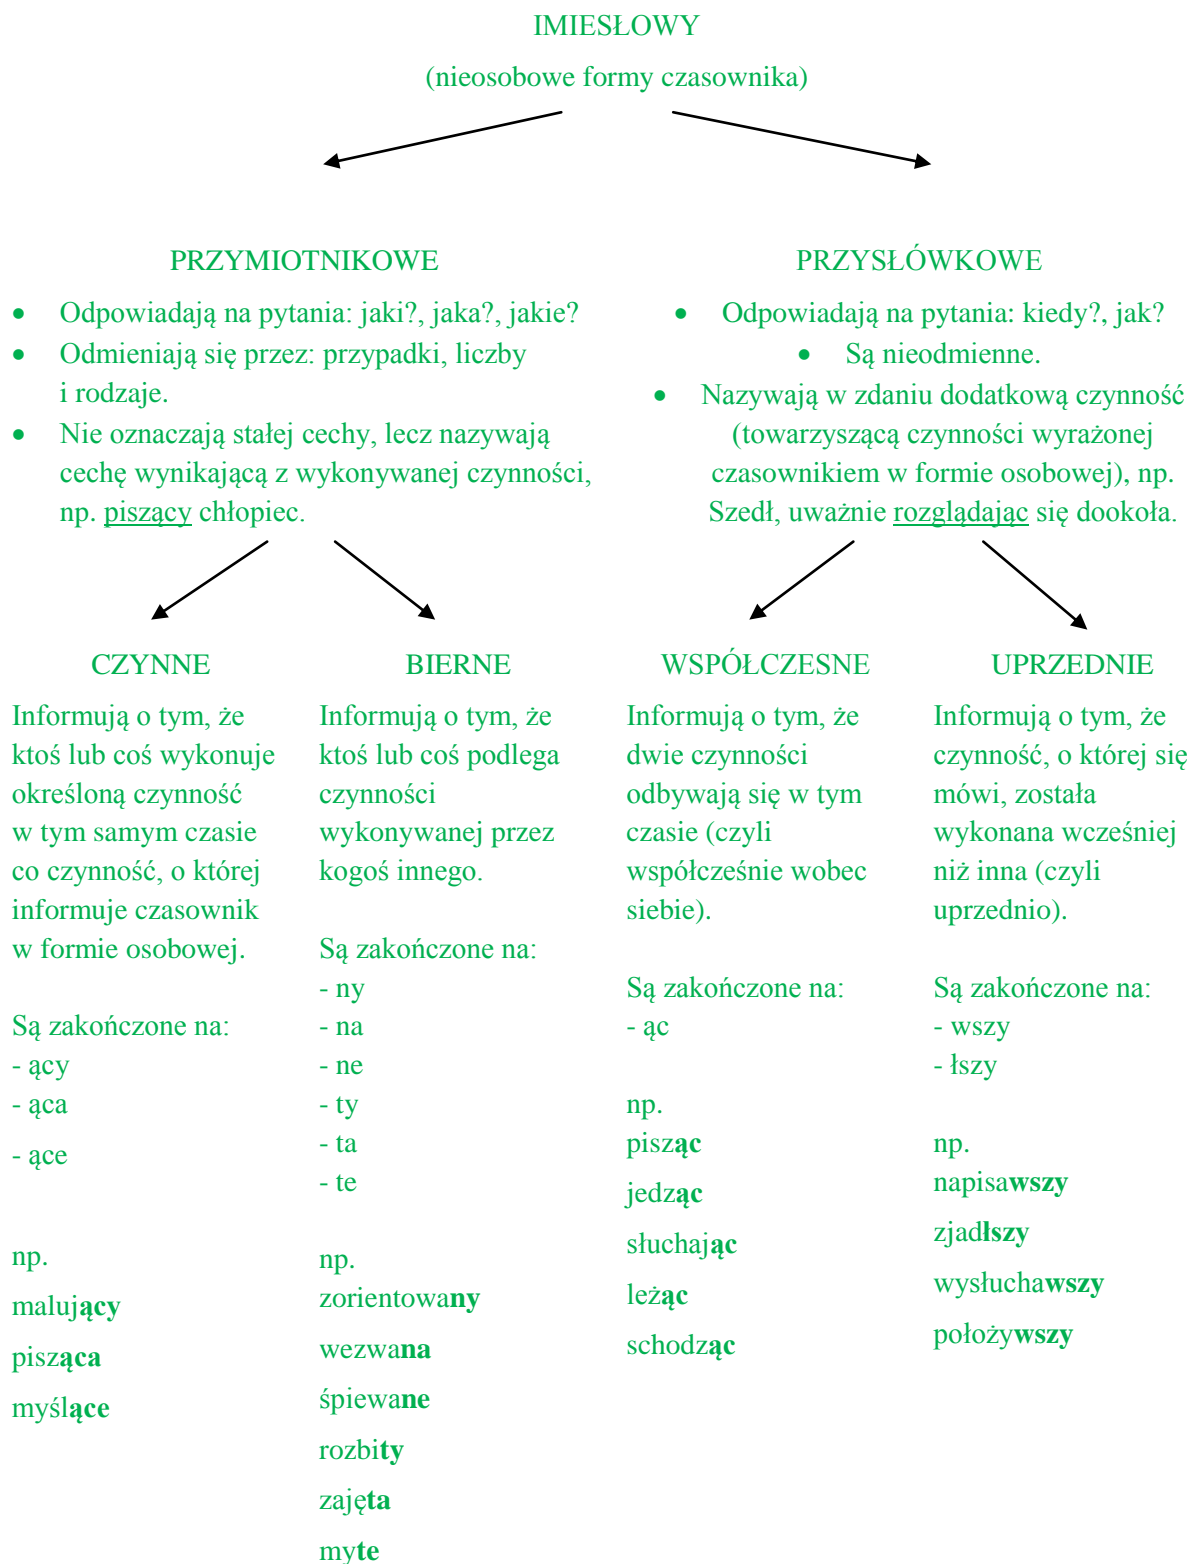 IMIESŁOWY
(nieosobowe formy czasownika)
PRZYMIOTNIKOWE
• Odpowiadają na pytania: jaki?, jaka?, jakie?
• Odmieniają się przez: przypadki, liczby
i rodzaje.
• Nie oznaczają stałej cechy, lecz nazywają
cechę wynikającą z wykonywanej czynności,
np. piszący chłopiec.
PRZYSŁÓWKOWE
• Odpowiadają na pytania: kiedy?, jak?
• Są nieodmienne.
• Nazywają w zdaniu dodatkową czynność
(towarzyszącą czynności wyrażonej
czasownikiem w formie osobowej), np.
Szedł, uważnie rozglądając się dookoła.
CZYNNE
Informują o tym, że
ktoś lub coś wykonuje
określoną czynność
w tym samym czasie
co czynność, o której
informuje czasownik
w formie osobowej.
Są zakończone na:
- ący
- ąca
- ące
np.
malujący
pisząca
myślące
BIERNE
Informują o tym, że
ktoś lub coś podlega
czynności
wykonywanej przez
kogoś innego.
Są zakończone na:
- ny
- na
- ne
- ty
- ta
- te
np.
zorientowany
wezwana
śpiewane
rozbity
zajęta
myte
WSPÓŁCZESNE
Informują o tym, że
dwie czynności
odbywają się w tym
czasie (czyli
współcześnie wobec
siebie).
Są zakończone na:
- ąc
np.
pisząc
jedząc
słuchając
leżąc
schodząc
UPRZEDNIE
Informują o tym, że
czynność, o której się
mówi, została
wykonana wcześniej
niż inna (czyli
uprzednio).
Są zakończone na:
- wszy
- łszy
np.
napisawszy
zjadłszy
wysłuchawszy
położywszy